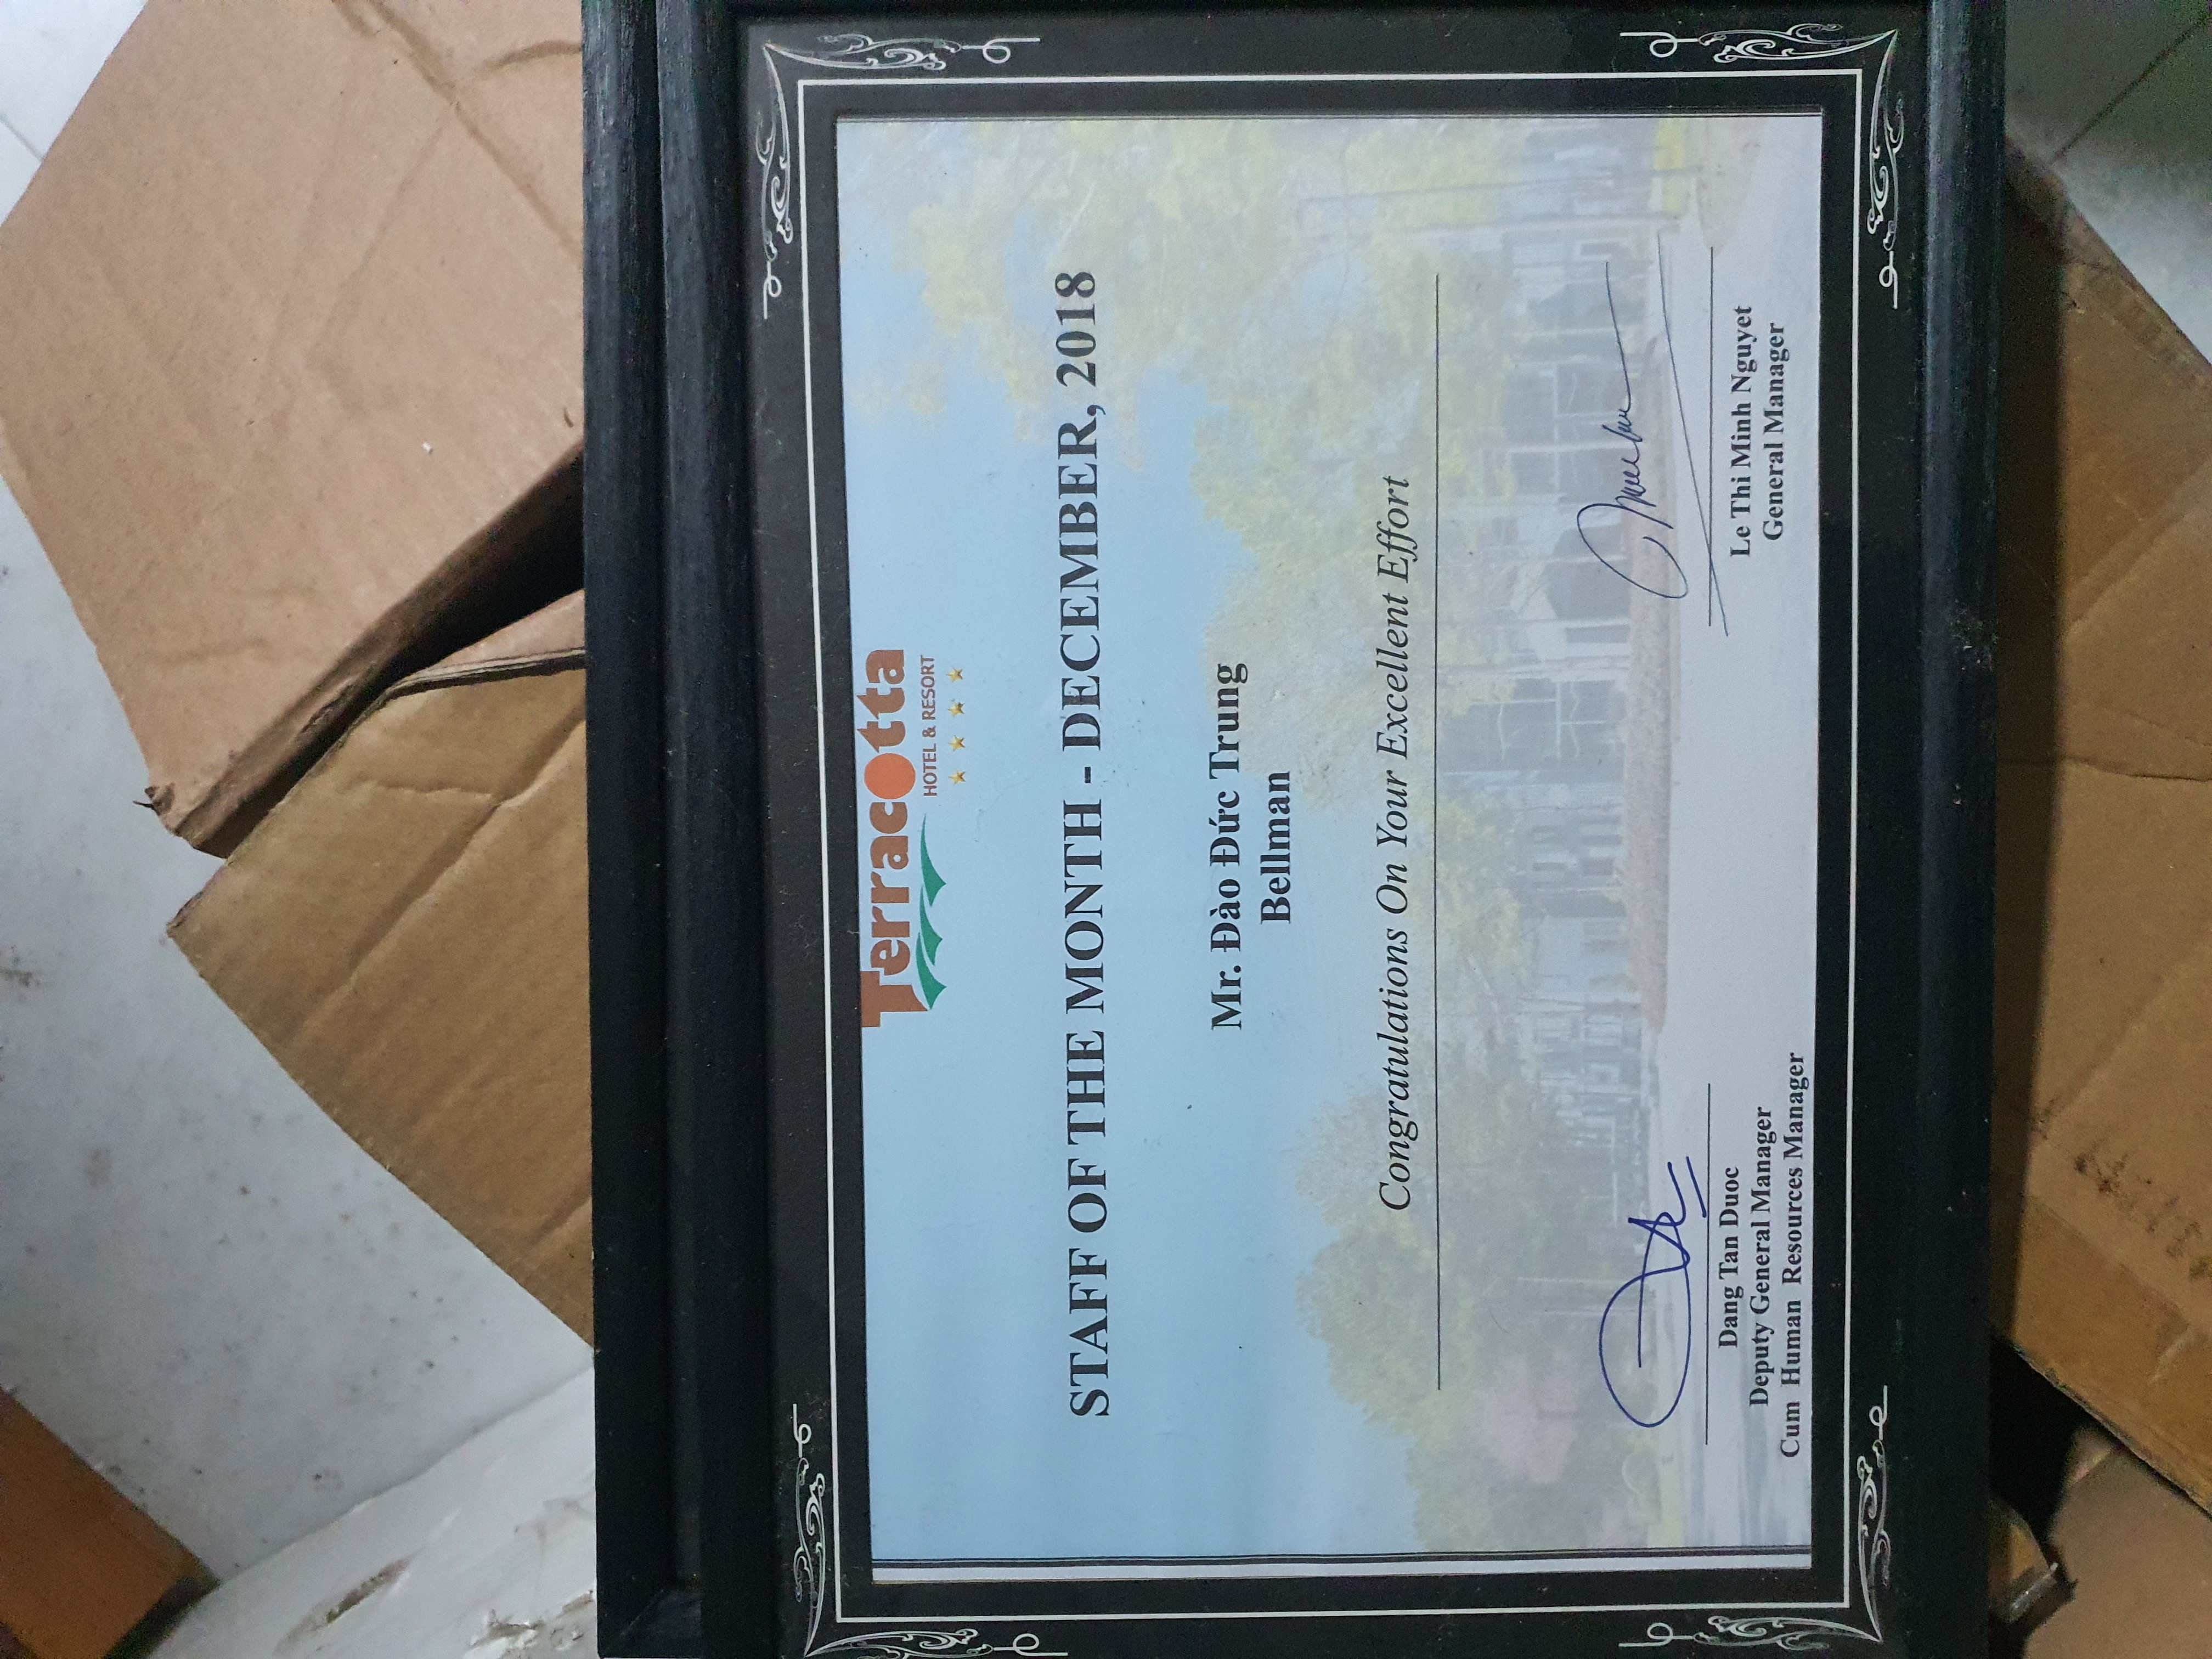 Terracotta
HOTEL & RESORT
STAFF OF THE MONTH - DECEMBER, 2018
Mr. Đào Đức Trung
Bellman
Congratulations On Your Excellent Effort
Dang Tan Duoc
Deputy General Manager
Cum Human Resources Manager
Le Thi Minh Nguyet
General Manager